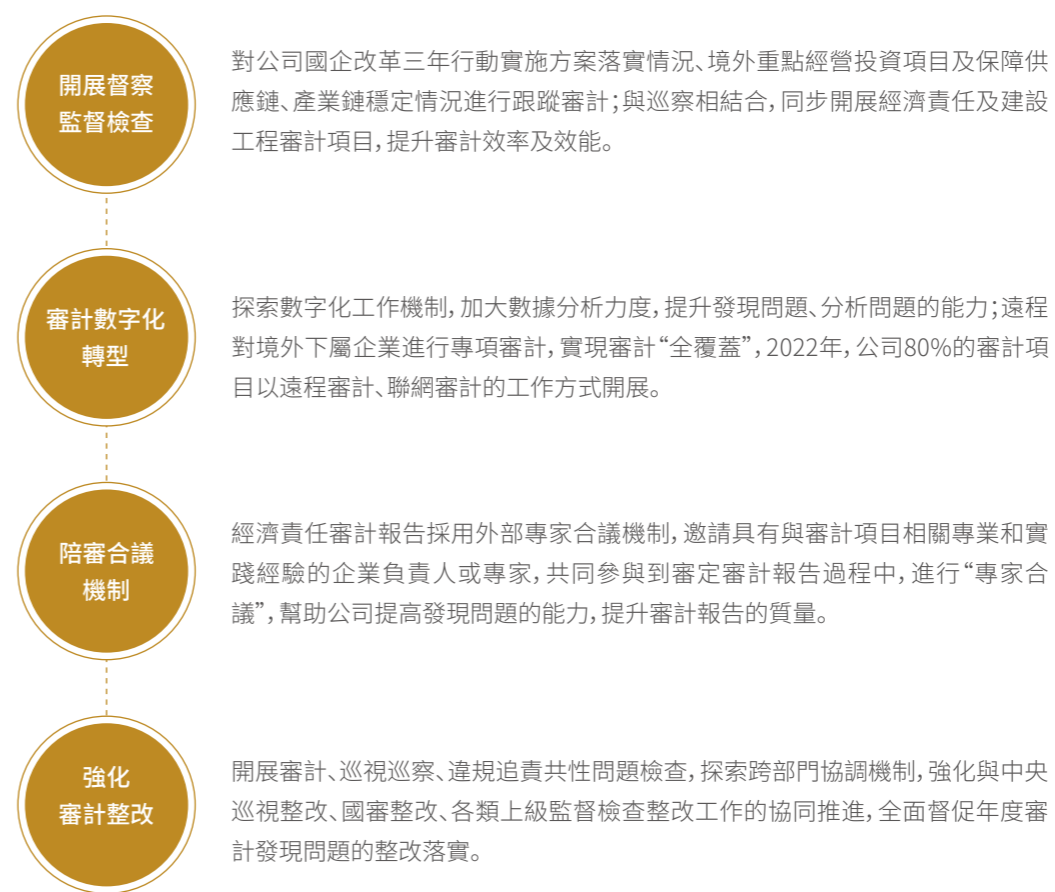 開展督察
監督檢查
對公司國企改革三年行動實施方案落實情況、境外重點經營投資項目及保障供
應鏈、產業鏈穩定情況進行跟蹤審計；與巡察相結合，同步開展經濟責任及建設
工程審計項目，提升審計效率及效能。
審計數字化
轉型
探索數字化工作機制，加大數據分析力度，提升發現問題、分析問題的能力；遠程
對境外下屬企業進行專項審計，實現審計“全覆蓋”，2022年，公司80%的審計項
目以遠程審計、聯網審計的工作方式開展。
陪審合議
機制
經濟責任審計報告採用外部專家合議機制，邀請具有與審計項目相關專業和實
踐經驗的企業負責人或專家，共同參與到審定審計報告過程中，進行“專家合
議”，幫助公司提高發現問題的能力，提升審計報告的質量。
強化
審計整改
開展審計、巡視巡察、違規追責共性問題檢查，探索跨部門協調機制，強化與中央
巡視整改、國審整改、各類上級監督檢查整改工作的協同推進，全面督促年度審
計發現問題的整改落實。